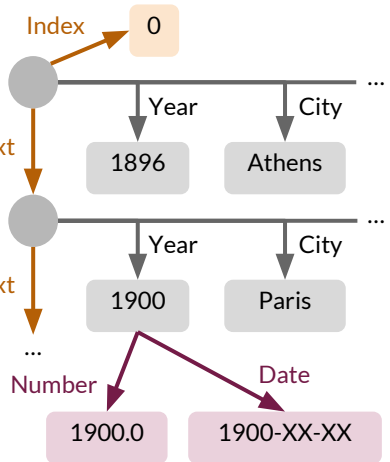 Index 0
...
Year City
1896 Athens
xt
...
Year City
1900 Paris
xt
...
Number Date
1900.0 1900-XX-XX